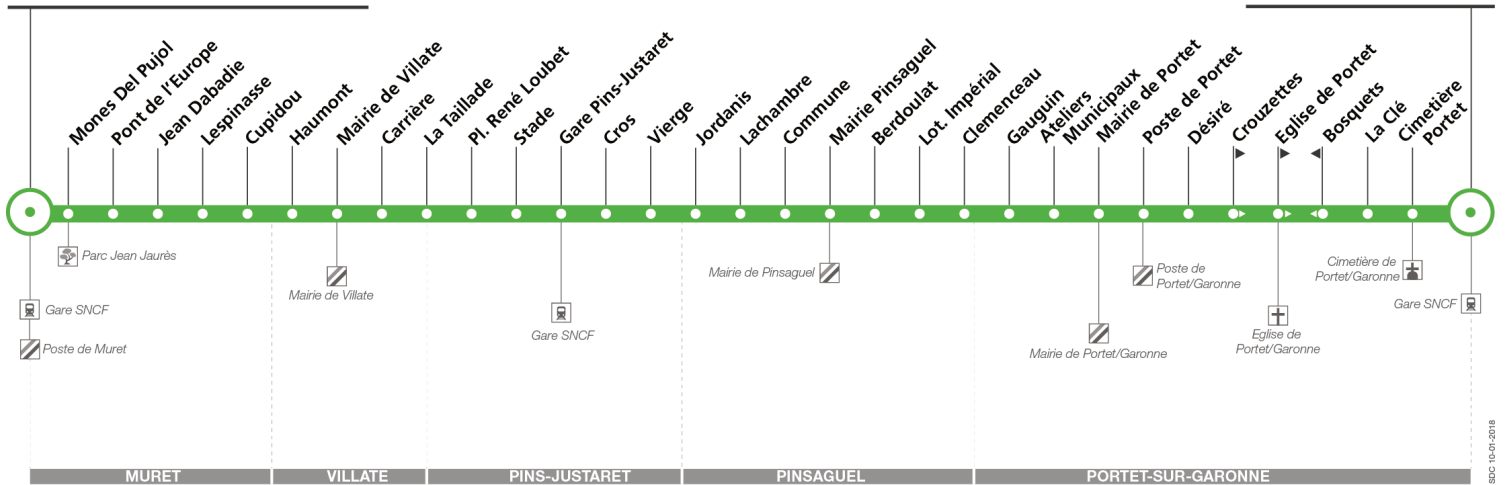 Mones Del Pujol
Pont de l'Europe
Jean Dabadie
Lespinasse
Cupidou
Haumont
Mairie de Villate
Carrière
La Taillade
Pl. René Loubet
Stade
Gare Pins-Justaret
Cros
Vierge
Jordanis
Lachambre
Commune
Mairie Pinsaguel
Berdoulat
Lot. Impérial
Clemenceau
Gauguin
Ateliers
Municipaux
Mairie de Portet
Poste de Portet
Désiré
Crouzettes
Eglise de Portet
Bosquets
La Clé
Cimetière
Portet
Parc Jean Jaurès
Gare SNCF
Poste de Muret
Mairie de Villate
Gare SNCF
Mairie de Pinsaguel
Mairie de Portet/Garonne
Poste de
Portet/Garonne
Eglise de
Portet/Garonne
Cimetière de
Portet/Garonne
Gare SNCF
MURET
VILLATE
PINS-JUSTARET
PINSAGUEL
PORTET-SUR-GARONNE
SDC 10-01-2018